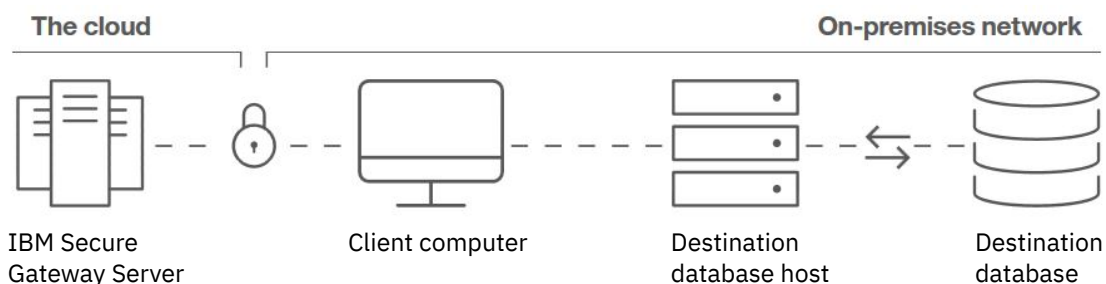 The cloud
On-premises network
IBM Secure
Gateway Server
Client computer
Destination
database host
Destination
database